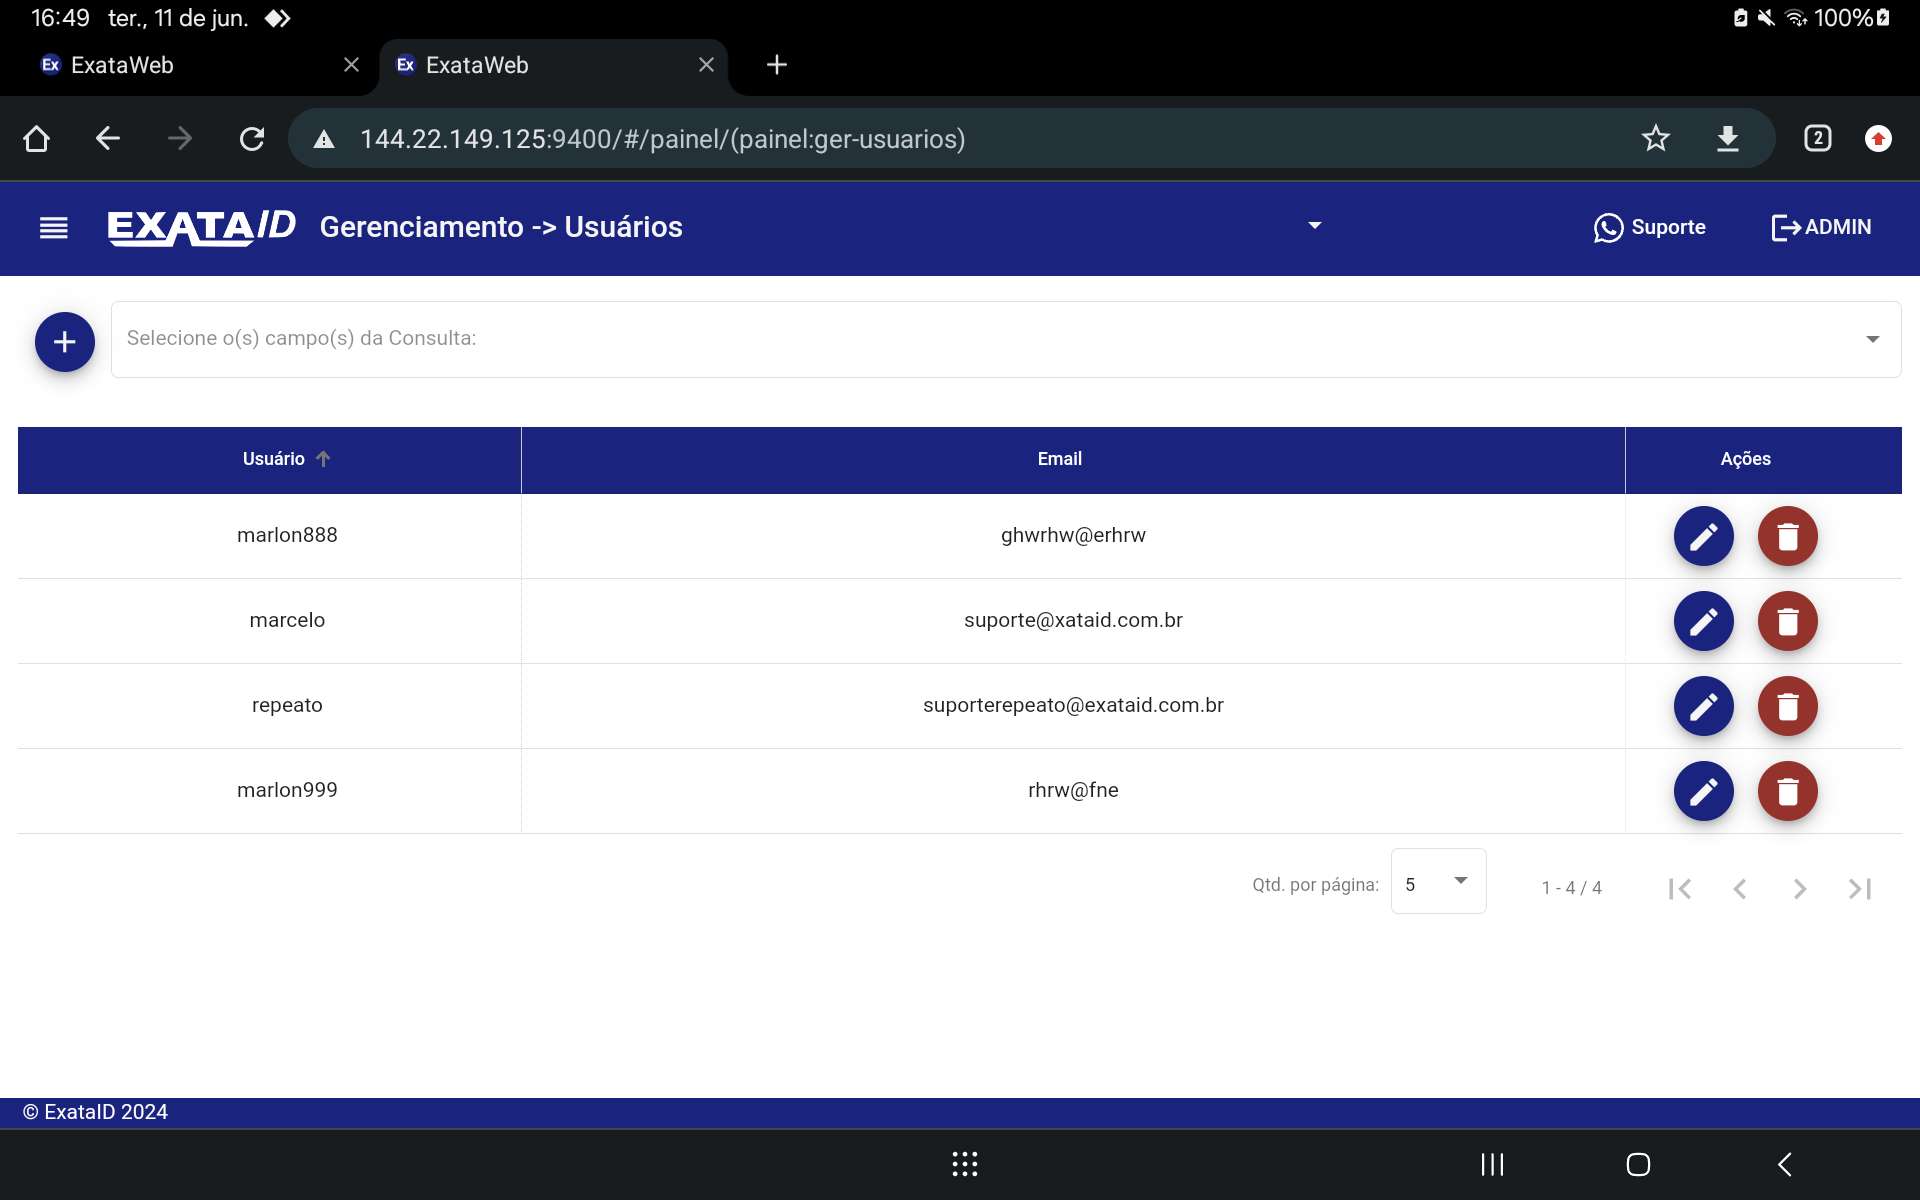 16:49 ter., 11 de jun. 100%
Ex ExataWeb Ex ExataWeb
144.22.149.125:9400/#/painel/(painel:ger-usuarios) 2
EXATAID Gerenciamento -> Usuários Suporte ADMIN
Selecione o(s) campo(s) da Consulta:
Usuário Email Ações
marlon888 ghwrhw@erhrw
marcelo suporte@xataid.com.br
repeato suporterepeato@exataid.com.br
marlon999 rhrw@fne
Qtd. por página: 5 1 - 4 / 4
© ExataID 2024